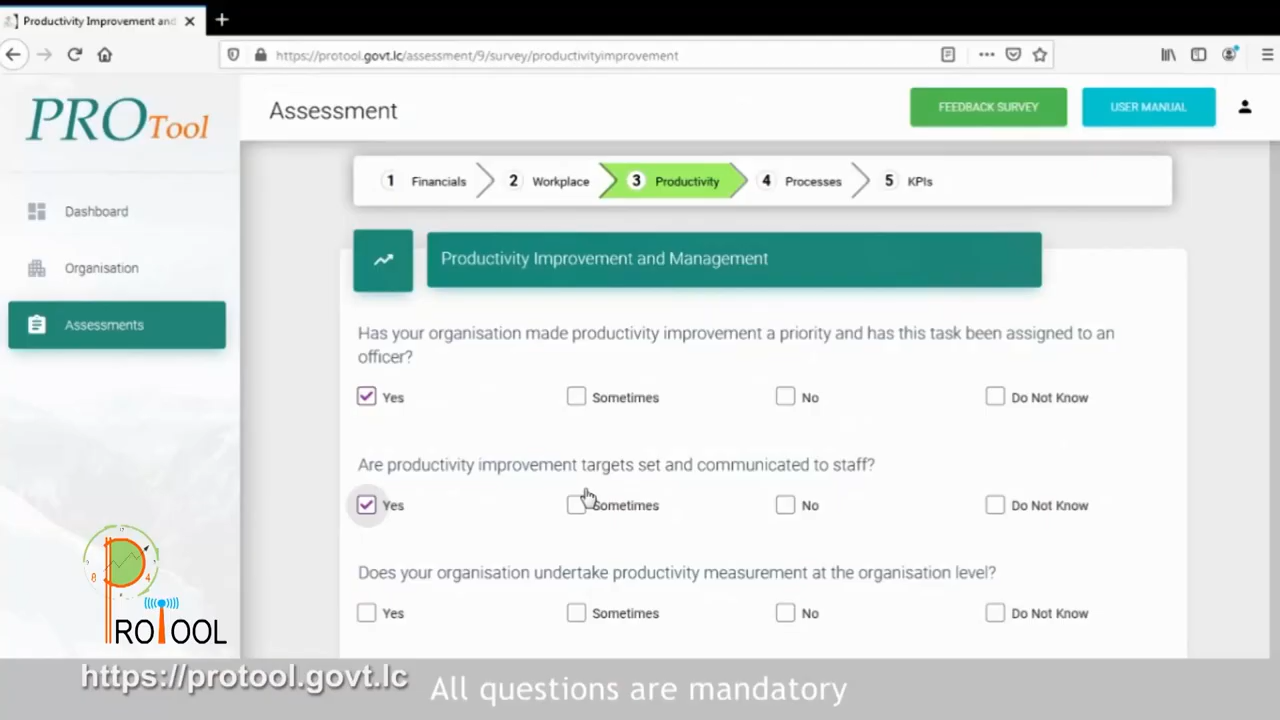 Productivity Improvement and
https://protool.govt.lc/assessment/9/survey/productivityimprovement
PROTool
Assessment
FEEDBACK SURVEY
USER MANUAL
1 Financials
2 Workplace
3 Productivity
4 Processes
5 KPIs
Dashboard
Organisation
Assessments
Productivity Improvement and Management
Has your organisation made productivity improvement a priority and has this task been assigned to an
officer?
Yes Sometimes No Do Not Know
Are productivity improvement targets set and communicated to staff?
Yes Sometimes No Do Not Know
Does your organisation undertake productivity measurement at the organisation level?
Yes Sometimes No Do Not Know
8 4
PROTOOL
https://protool.govt.lc
All questions are mandatory